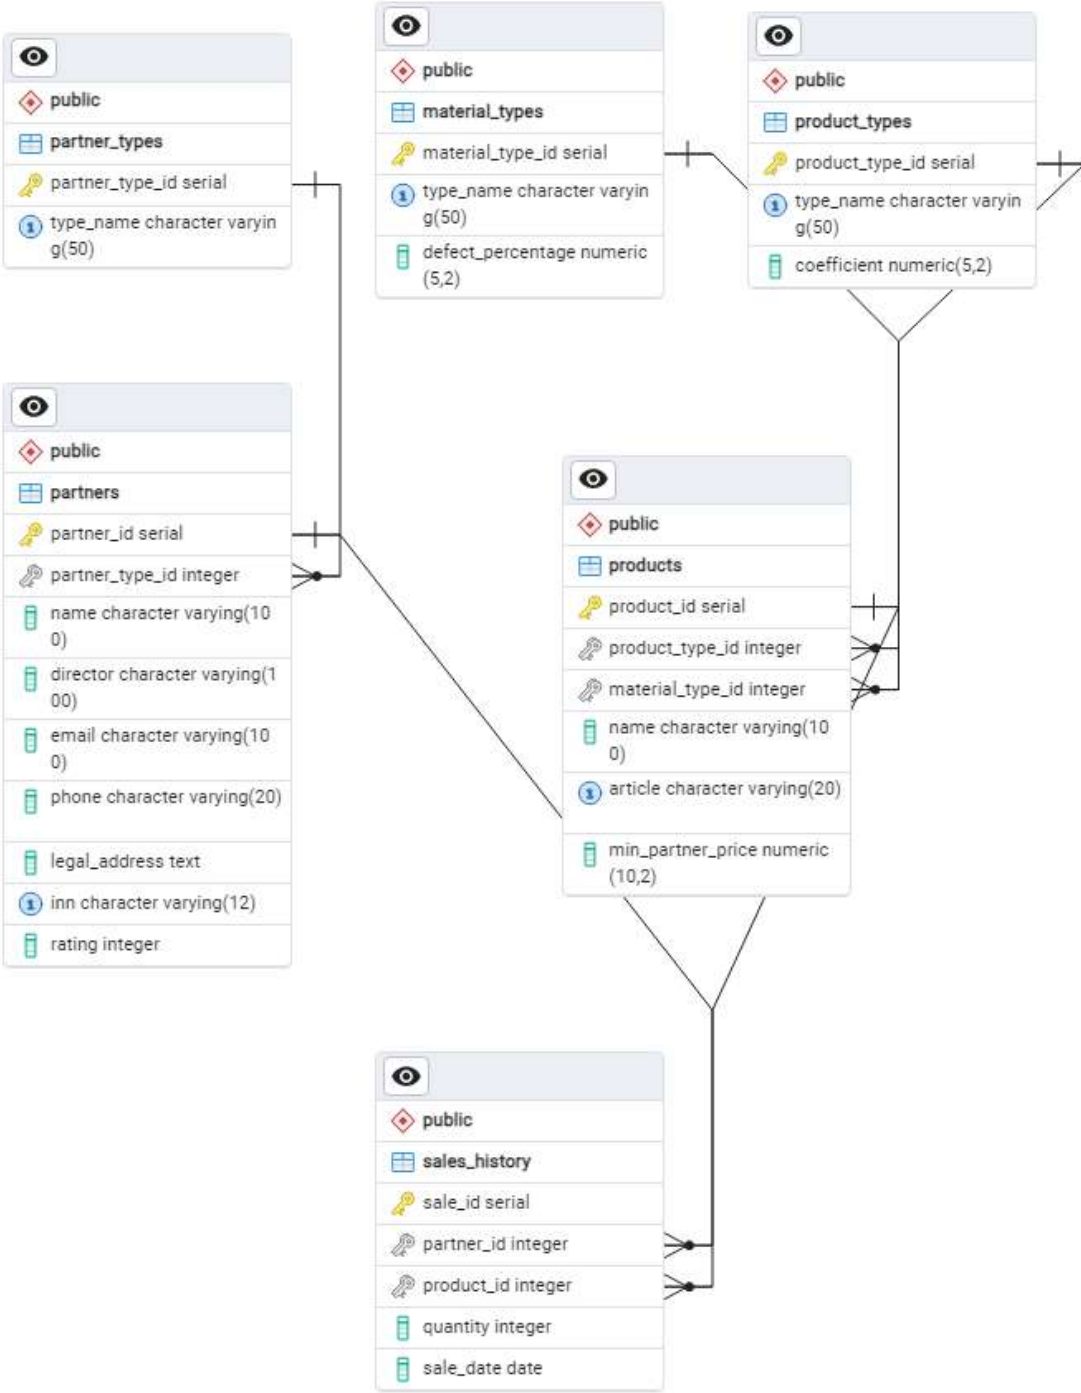 public
partner_types
partner_type_id serial
type_name character varyin
g(50)
public
material_types
material_type_id serial
type_name character varyin
g(50)
defect_percentage numeric
(5,2)
public
product_types
product_type_id serial
type_name character varyin
g(50)
coefficient numeric(5,2)
public
partners
partner_id serial
partner_type_id integer
name character varying(10
0)
director character varying(1
00)
email character varying(10
0)
phone character varying(20)
legal_address text
inn character varying(12)
rating integer
public
products
product_id serial
product_type_id integer
material_type_id integer
name character varying(10
0)
article character varying(20)
min_partner_price numeric
(10,2)
public
sales_history
sale_id serial
partner_id integer
product_id integer
quantity integer
sale_date date